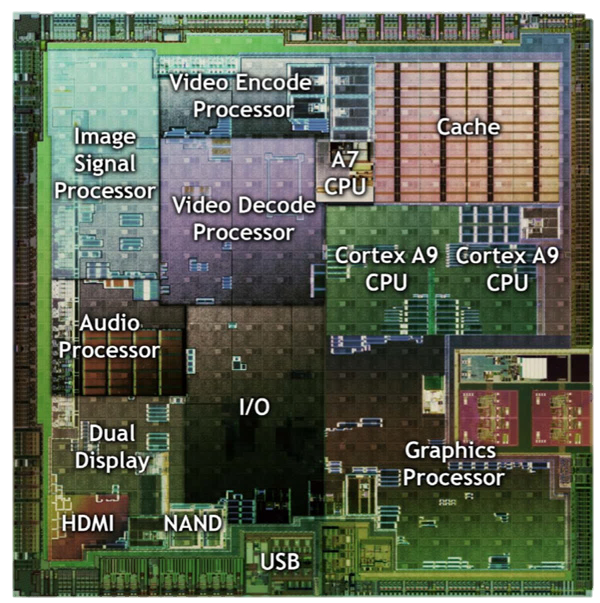 Video Encode
Processor
Image
Signal
Processor
A7
CPU
Cache
Video Decode
Processor
Cortex A9
CPU
Cortex A9
CPU
Audio
Processor
I/O
Dual
Display
Graphics
Processor
HDMI
NAND
USB